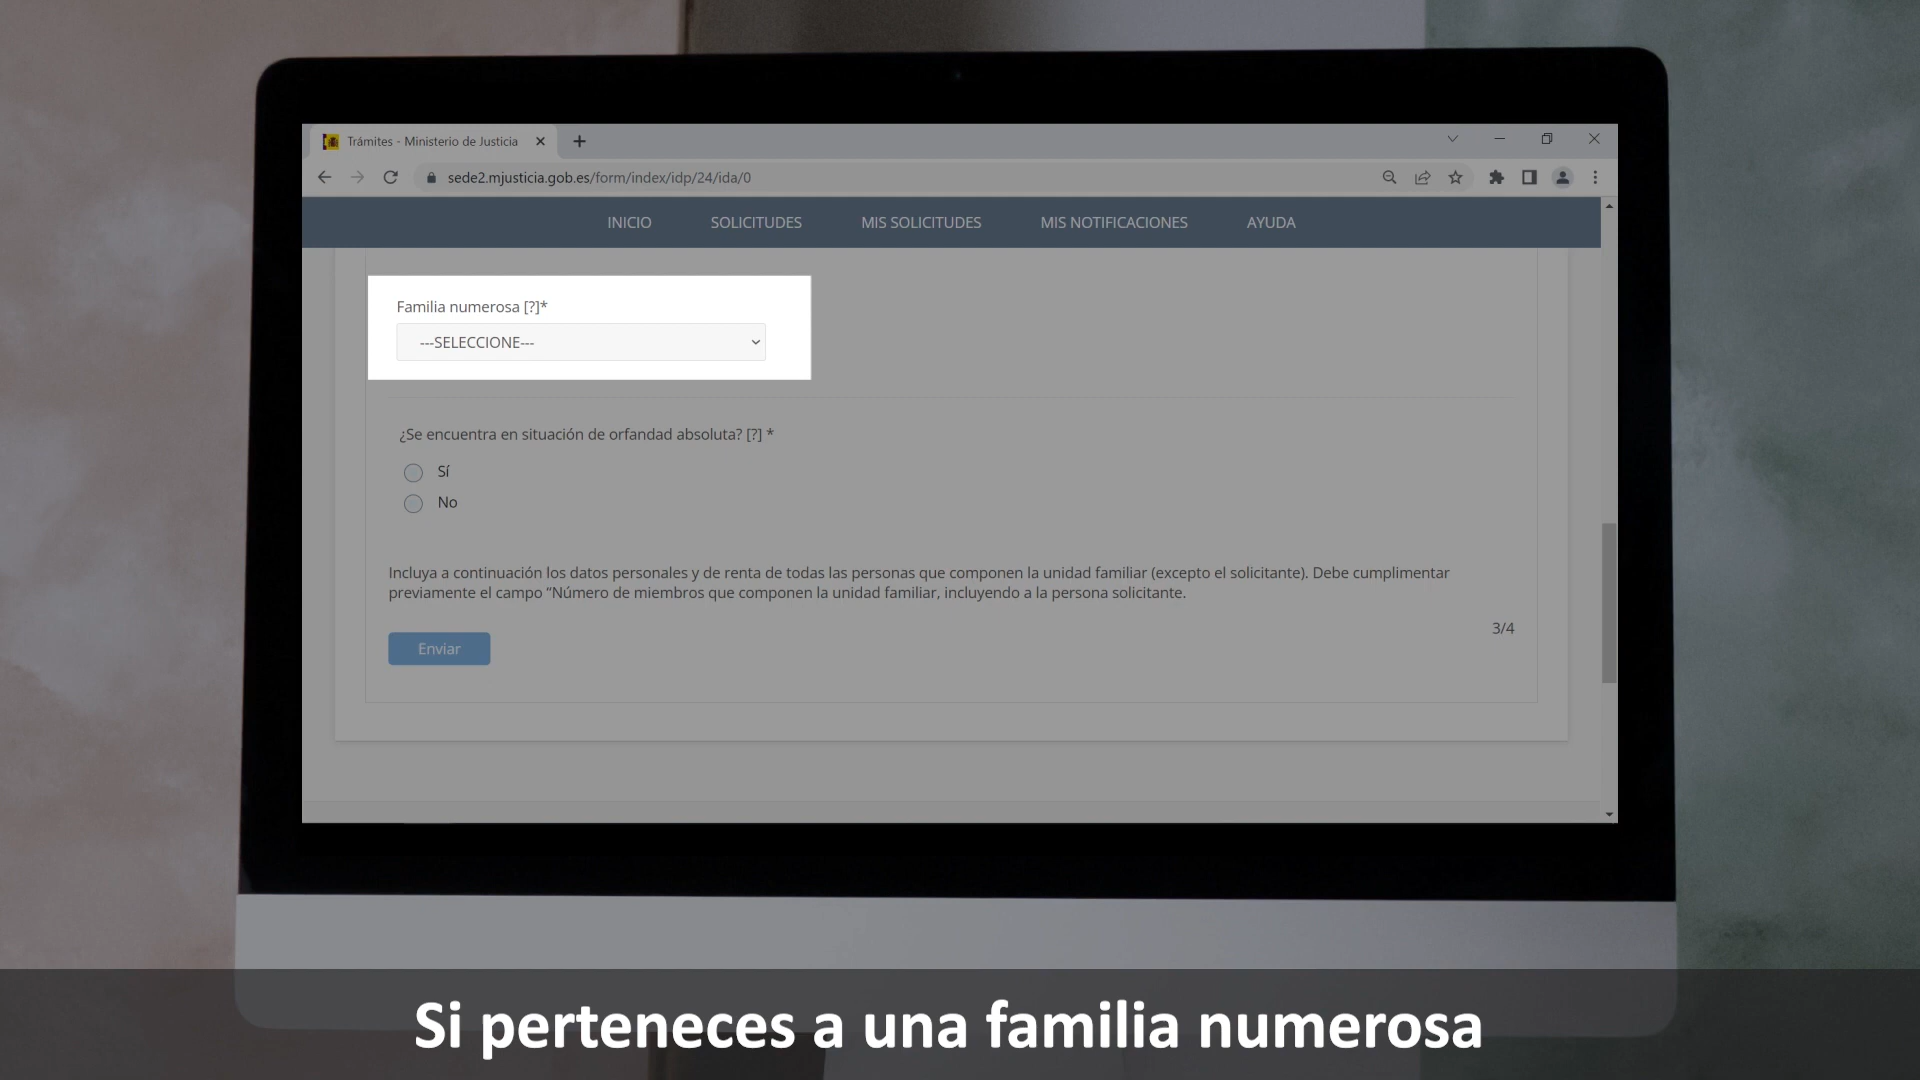 Trámites - Ministerio de Justicia
sede2.mjusticia.gob.es/form/index/idp/24/ida/0
INICIO SOLICITUDES MIS SOLICITUDES MIS NOTIFICACIONES AYUDA
Familia numerosa [?]*
---SELECCIONE---
¿Se encuentra en situación de orfandad absoluta? [?] *
Sí
No
Incluya a continuación los datos personales y de renta de todas las personas que componen la unidad familiar (excepto el solicitante). Debe cumplimentar
previamente el campo “Número de miembros que componen la unidad familiar, incluyendo a la persona solicitante.
3/4
Enviar
Si perteneces a una familia numerosa